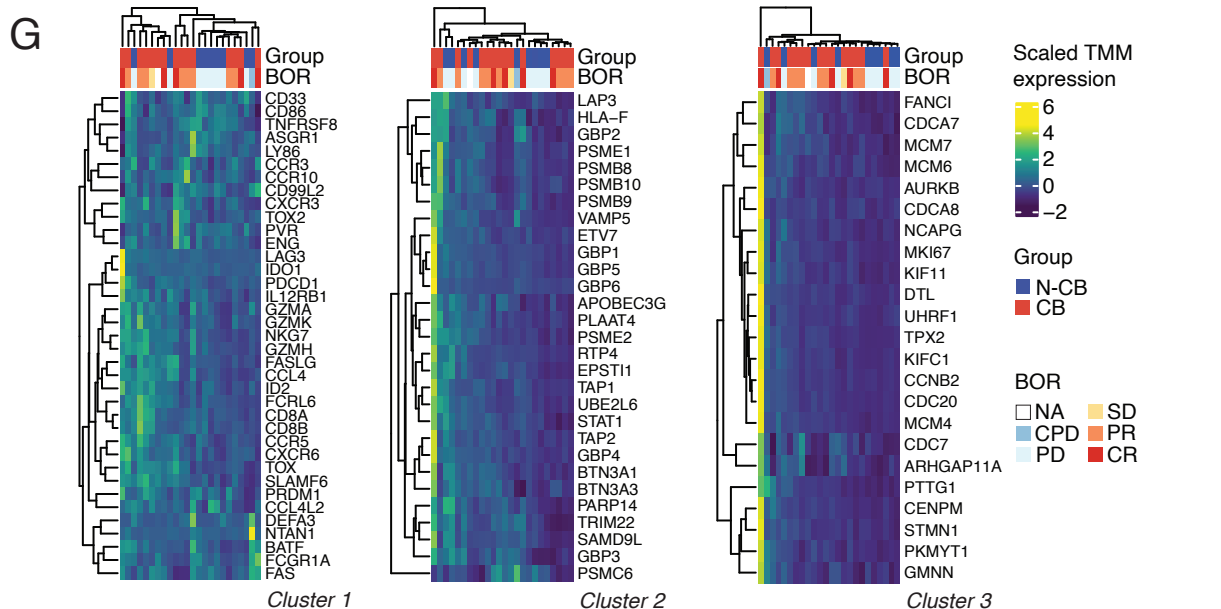 G
Group
BOR
CD33
CD86
TNFRSF8
ASGR1
LY86
CCR3
CCR10
CD99L2
CXCR3
TOX2
PVR
ENG
LAG3
IDO1
PDCD1
IL12RB1
GZMA
GZMK
NKG7
GZMH
FASLG
CCL4
ID2
FCRL6
CD8A
CD8B
CCR5
CXCR6
TOX
SLAMF6
PRDM1
CCL4L2
DEFA3
NTAN1
BATF
FCGR1A
FAS
Cluster 1
Group
BOR
LAP3
HLA−F
GBP2
PSME1
PSMB8
PSMB10
PSMB9
VAMP5
ETV7
GBP1
GBP5
GBP6
APOBEC3G
PLAAT4
PSME2
RTP4
EPSTI1
TAP1
UBE2L6
STAT1
TAP2
GBP4
BTN3A1
BTN3A3
PARP14
TRIM22
SAMD9L
GBP3
PSMC6
Cluster 2
Group
BOR
FANCI
CDCA7
MCM7
MCM6
AURKB
CDCA8
NCAPG
MKI67
KIF11
DTL
UHRF1
TPX2
KIFC1
CCNB2
CDC20
MCM4
CDC7
ARHGAP11A
PTTG1
CENPM
STMN1
PKMYT1
GMNN
Cluster 3
Scaled TMM
expression
6
4
2
0
−2
Group
N-CB
CB
BOR
NA
CPD
PD
SD
PR
CR